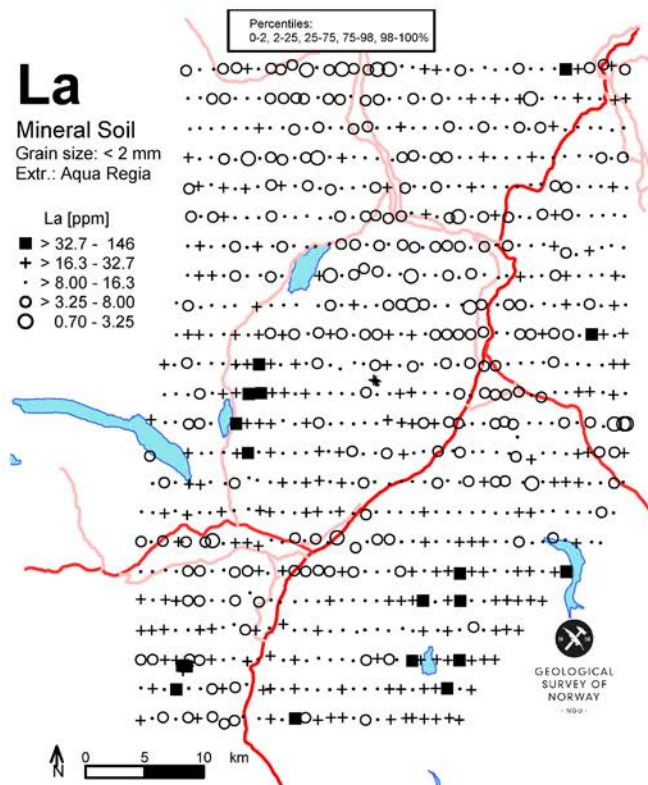 Percentiles:
0-2, 2-25, 25-75, 75-98, 98-100%
La
Mineral Soil
Grain size: < 2 mm
Extr.: Aqua Regia
La [ppm]
> 32.7 - 146
> 16.3 - 32.7
> 8.00 - 16.3
> 3.25 - 8.00
0.70 - 3.25
GEOLOGICAL
SURVEY OF
NORWAY
- NGU -
N
0 5 10 km